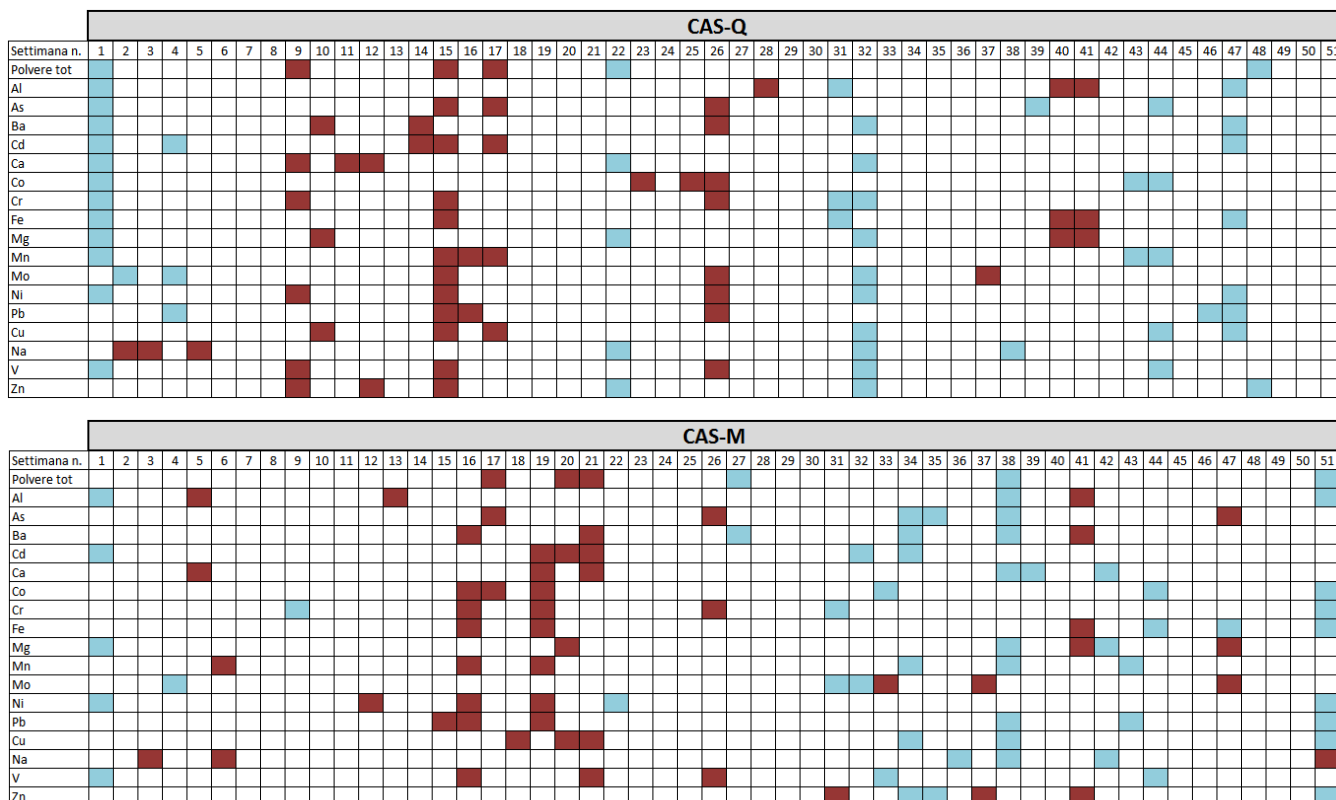 CAS-Q
Settimana n. 1 2 3 4 5 6 7 8 9 10 11 12 13 14 15 16 17 18 19 20 21 22 23 24 25 26 27 28 29 30 31 32 33 34 35 36 37 38 39 40 41 42 43 44 45 46 47 48 49 50 51
Polvere tot
Al
As
Ba
Cd
Ca
Co
Cr
Fe
Mg
Mn
Mo
Ni
Pb
Cu
Na
V
Zn
CAS-M
Settimana n. 1 2 3 4 5 6 7 8 9 10 11 12 13 14 15 16 17 18 19 20 21 22 23 24 25 26 27 28 29 30 31 32 33 34 35 36 37 38 39 40 41 42 43 44 45 46 47 48 49 50 51
Polvere tot
Al
As
Ba
Cd
Ca
Co
Cr
Fe
Mg
Mn
Mo
Ni
Pb
Cu
Na
V
Zn